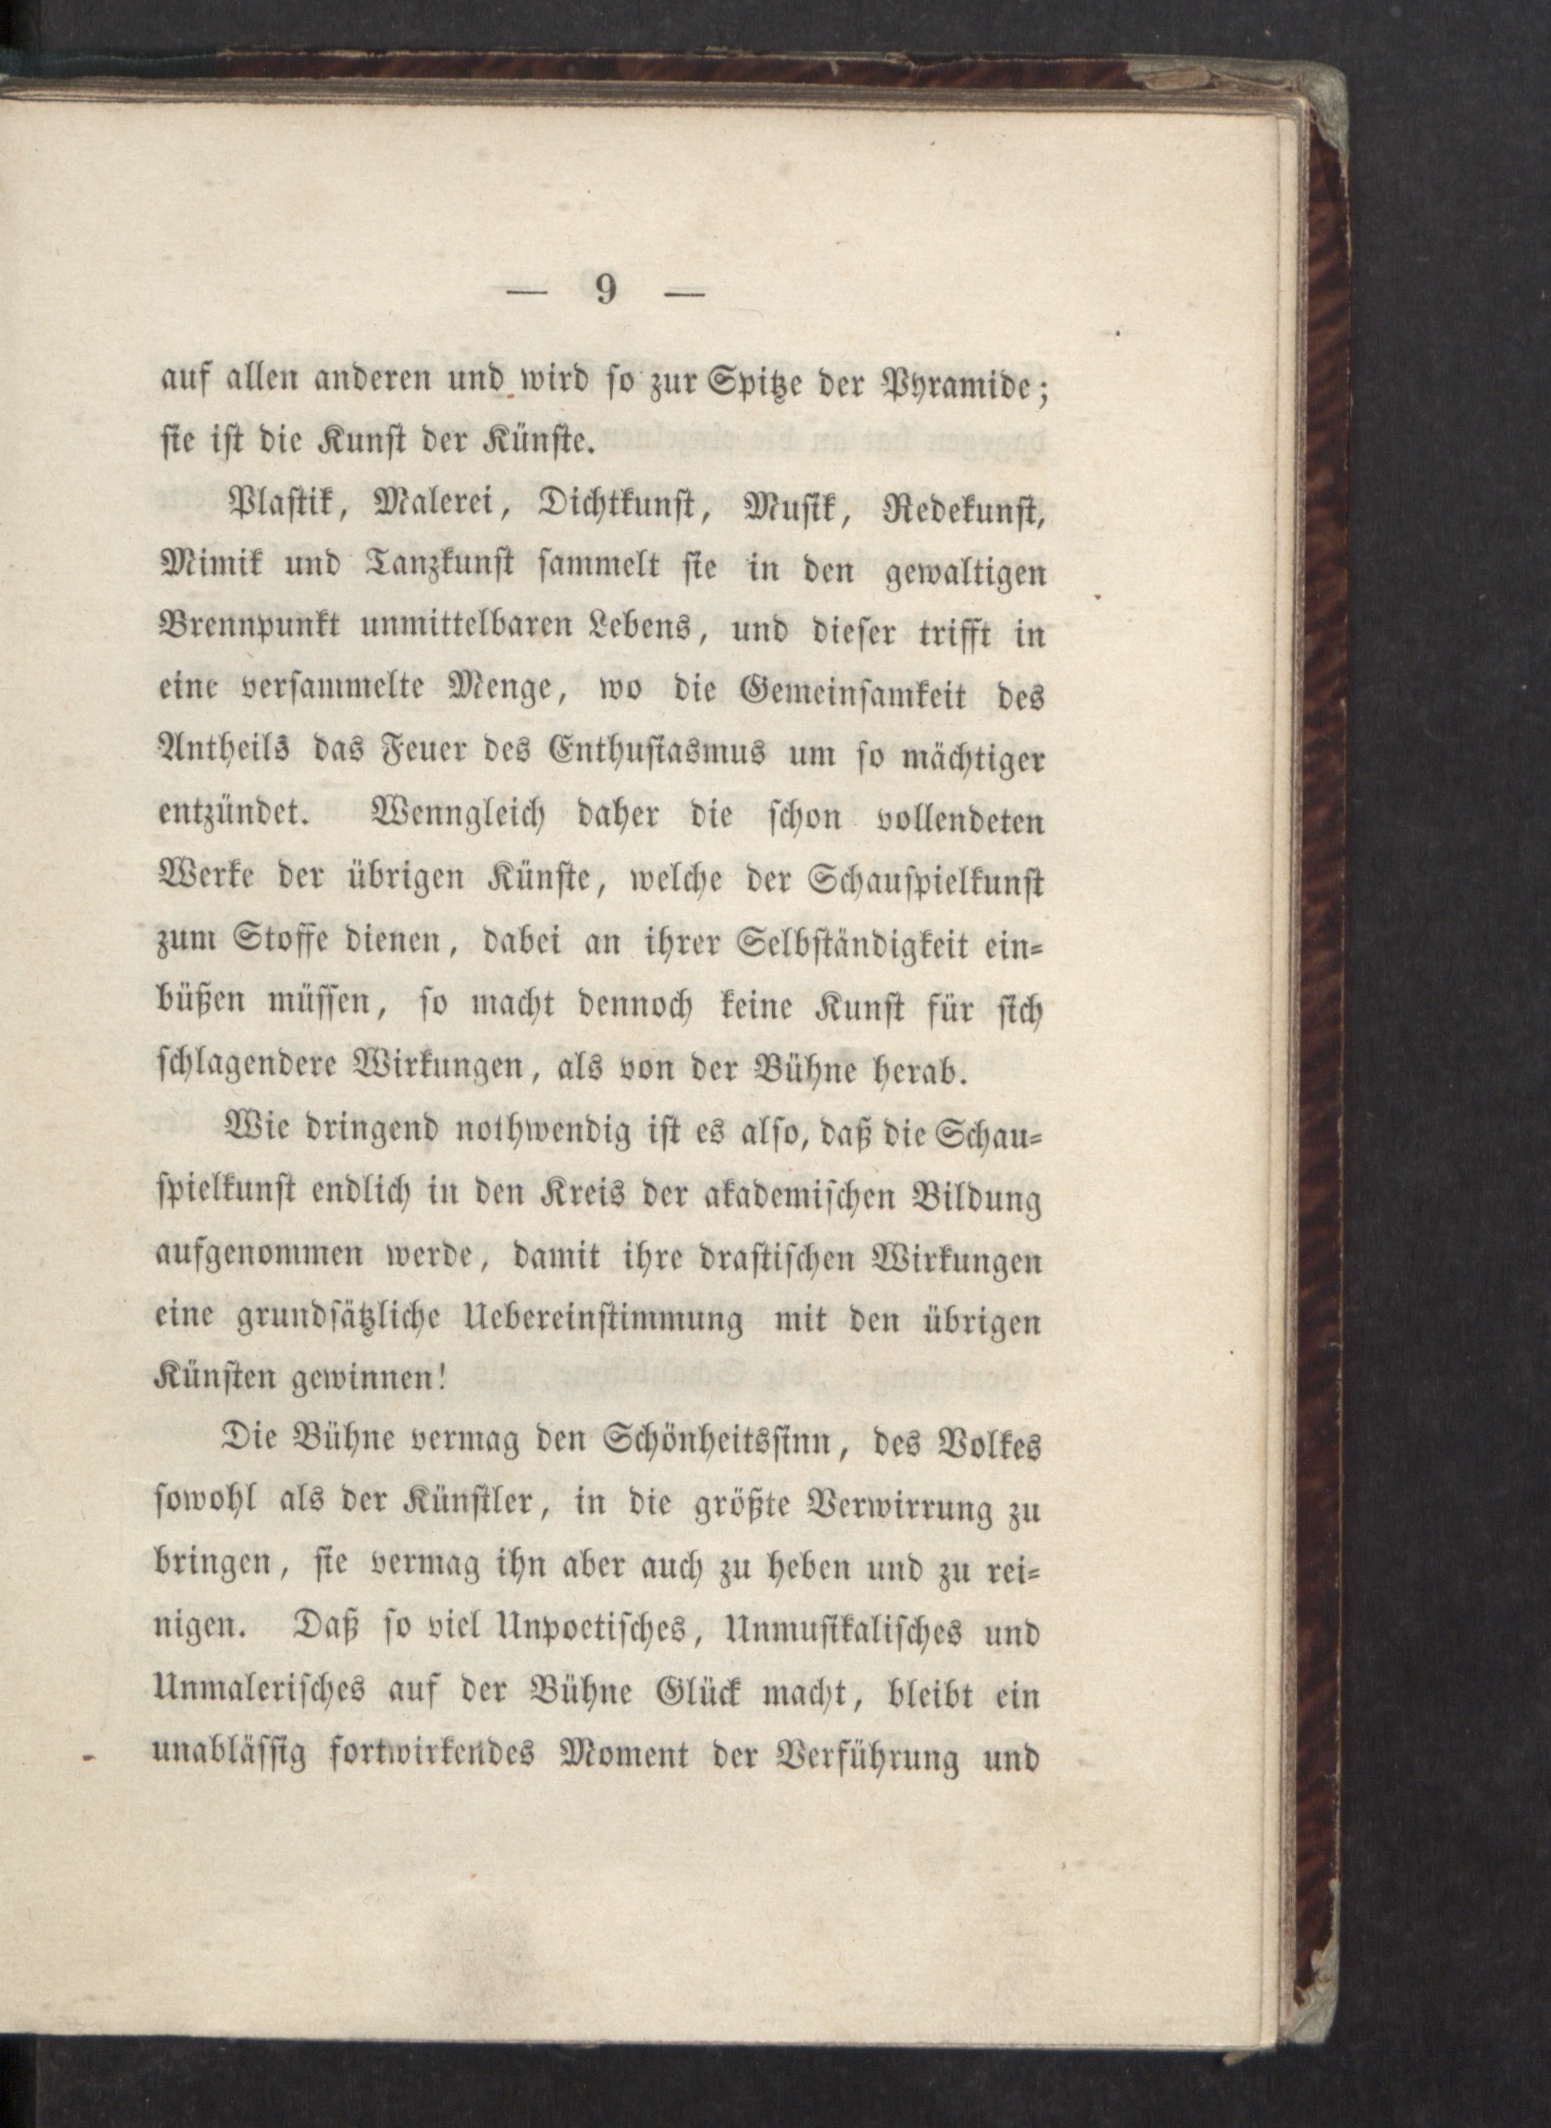 — 9 —
auf allen anderen und wird ſo zur Spitze der Pyramide;
ſie iſt die Kunſt der Künſte.
Plaſtik, Malerei, Dichtkunſt, Muſik, Redekunſt,
Mimik und Tanzkunſt ſammelt ſie in den gewaltigen
Brennpunkt unmittelbaren Lebens, und dieſer trifft in
eine verſammelte Menge, wo die Gemeinſamkeit des
Antheils das Feuer des Enthuſiasmus um ſo mächtiger
entzündet. Wenngleich daher die ſchon vollendeten
Werke der übrigen Künſte, welche der Schauſpielkunſt
zum Stoffe dienen, dabei an ihrer Selbſtändigkeit ein-
büßen müſſen, ſo macht dennoch keine Kunſt für ſich
ſchlagendere Wirkungen, als von der Bühne herab.
Wie dringend nothwendig iſt es alſo, daß die Schau-
ſpielkunſt endlich in den Kreis der akademiſchen Bildung
aufgenommen werde, damit ihre draſtiſchen Wirkungen
eine grundſätzliche Uebereinſtimmung mit den übrigen
Künſten gewinnen!
Die Bühne vermag den Schönheitsſinn, des Volkes
ſowohl als der Künſtler, in die größte Verwirrung zu
bringen, ſie vermag ihn aber auch zu heben und zu rei-
nigen. Daß ſo viel Unpoetiſches, Unmuſikaliſches und
Unmaleriſches auf der Bühne Glück macht, bleibt ein
unabläſſig fortwirkendes Moment der Verführung und